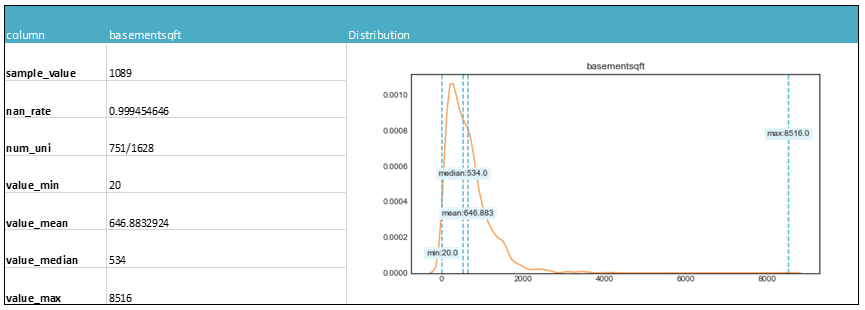 column basementsqft Distribution
sample_value 1089
nan_rate 0.999454646
num_uni 751/1628
value_min 20
value_mean 646.8832924
value_median 534
value_max 8516
basementsqft
0.0010
0.0008
0.0006
0.0004
0.0002
0.0000
max:8516.0
median:534.0
mean:646.883
min:20.0
0 2000 4000 6000 8000